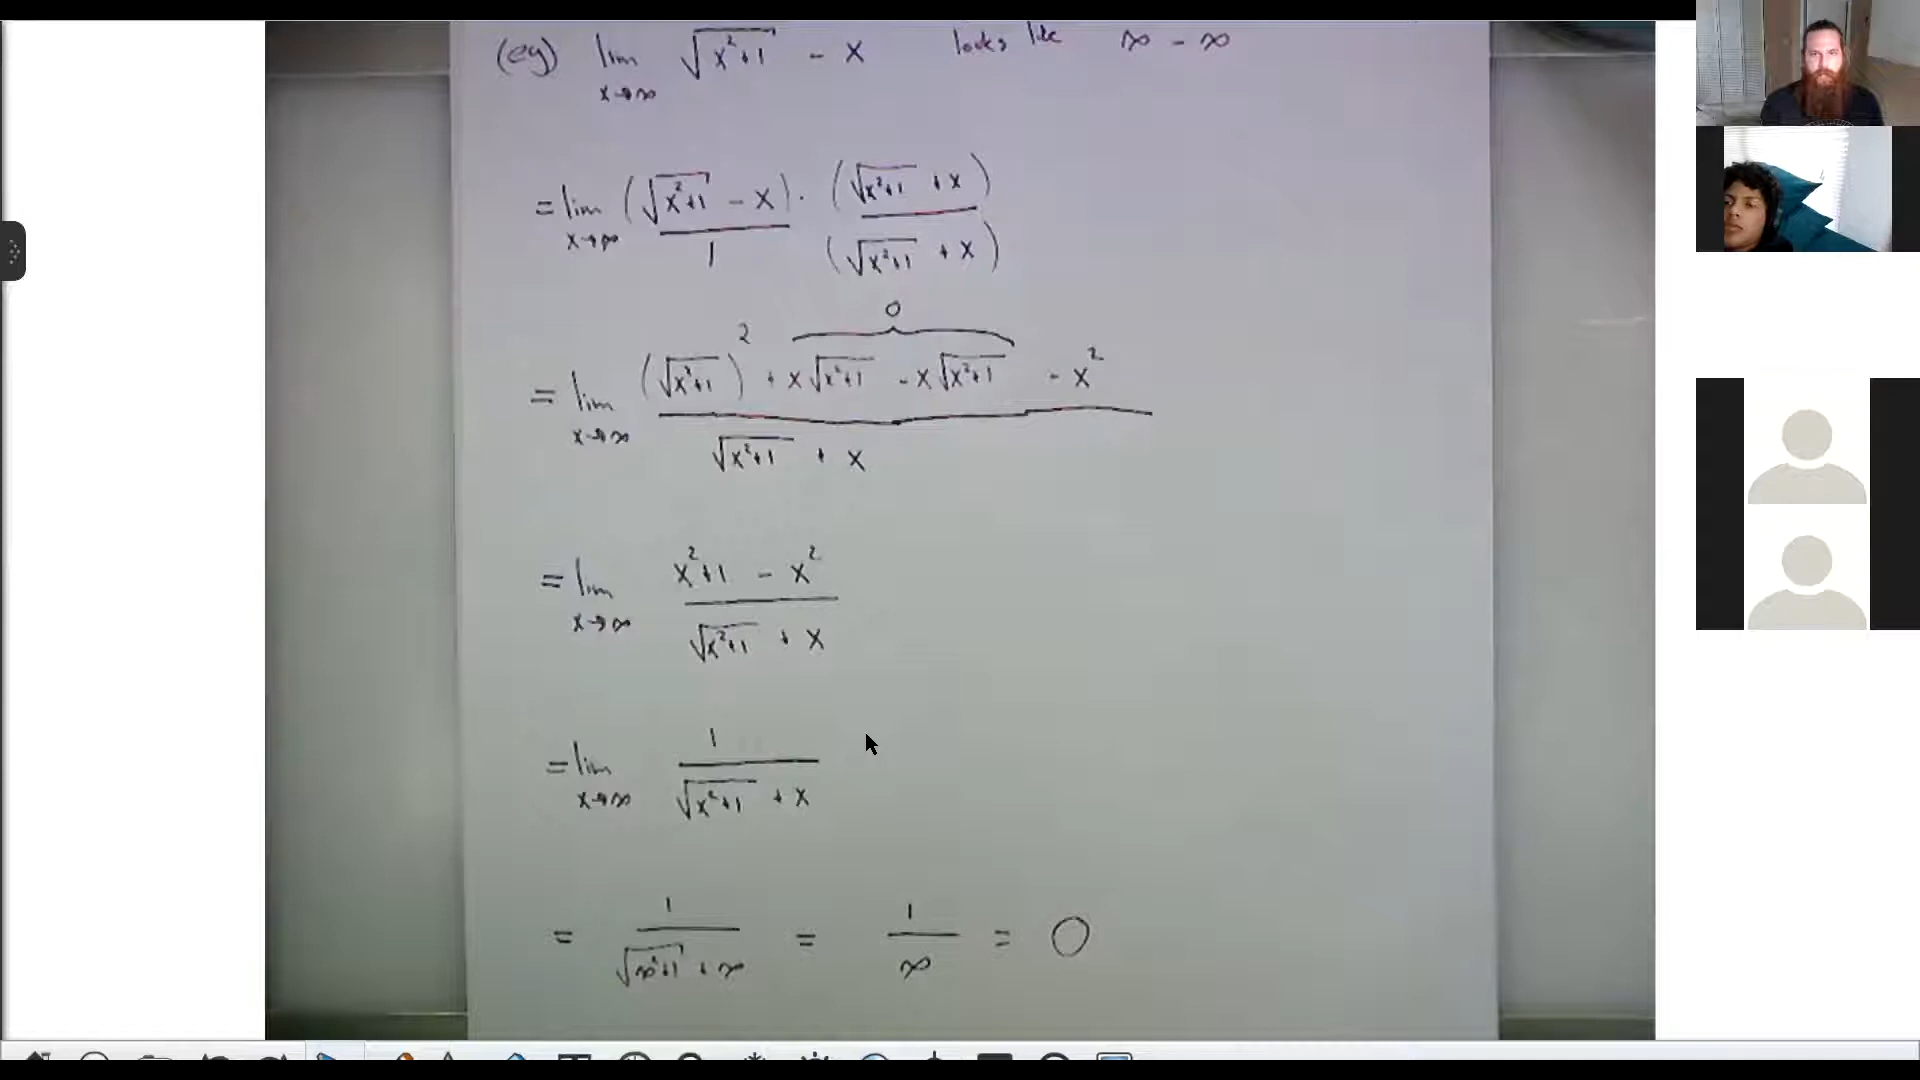 (eg) lim x→∞ √(x²+1) - x looks like ∞ - ∞
= lim x→∞ (√(x²+1) - x)/1 · (√(x²+1) + x)/(√(x²+1) + x)
0
= lim x→∞ ((√(x²+1))² + x√(x²+1) - x√(x²+1) - x²)/(√(x²+1) + x)
= lim x→∞ (x²+1 - x²)/(√(x²+1) + x)
= lim x→∞ 1/(√(x²+1) + x)
= 1/(√(∞²+1) + ∞) = 1/∞ = 0